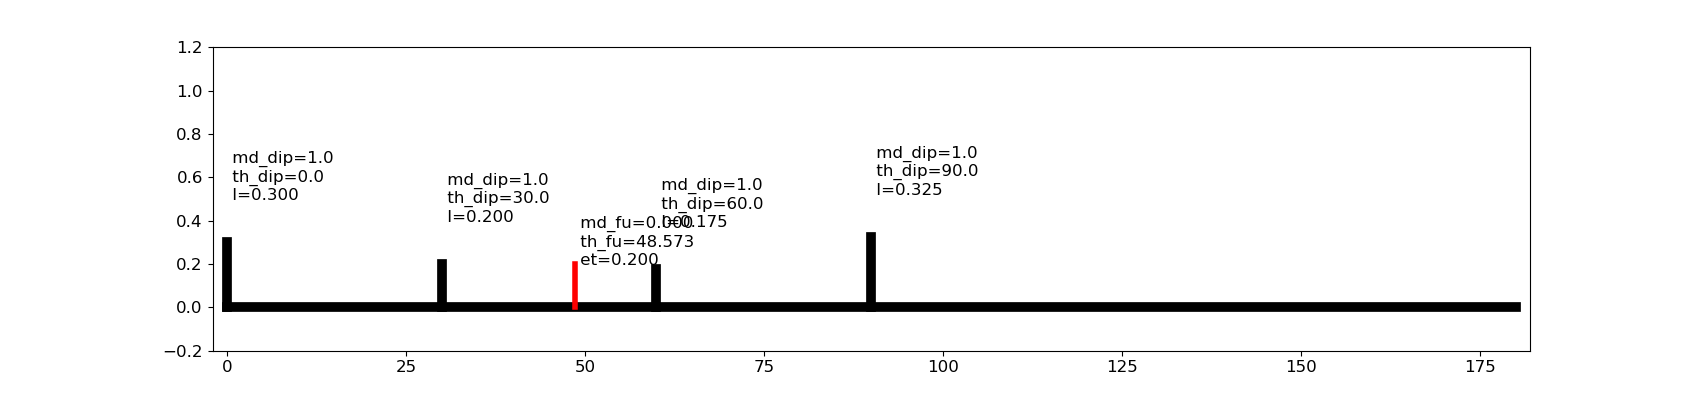 1.2
1.0
0.8
0.6
0.4
0.2
0.0
−0.2
md_dip=1.0
th_dip=0.0
I=0.300
md_dip=1.0
th_dip=30.0
I=0.200
md_fu=0.000
th_fu=48.573
et=0.200
md_dip=1.0
th_dip=60.0
I=0.175
md_dip=1.0
th_dip=90.0
I=0.325
0
25
50
75
100
125
150
175